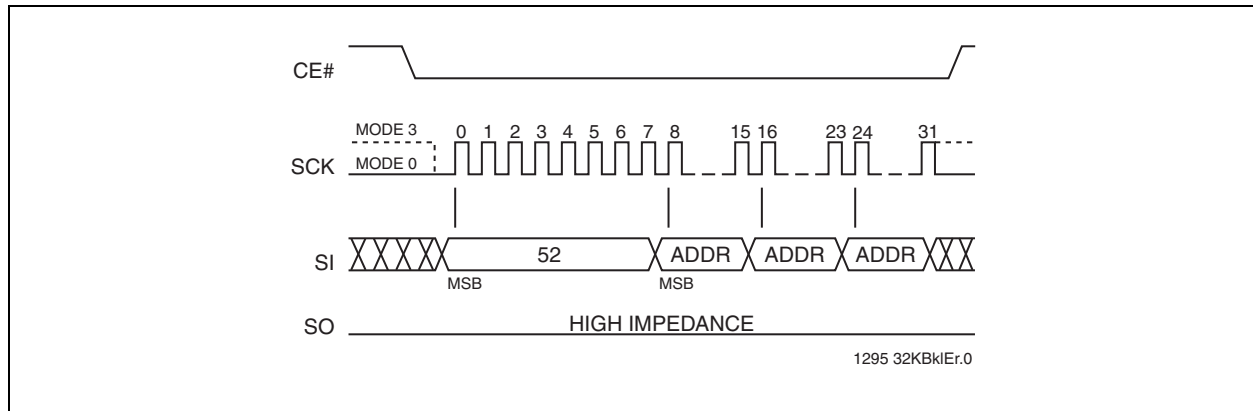 CE#
MODE 3
0 1 2 3 4 5 6 7 8 15 16 23 24 31
SCK
MODE 0
SI
52 ADDR ADDR ADDR
MSB MSB
SO
HIGH IMPEDANCE
1295 32KBklEr.0